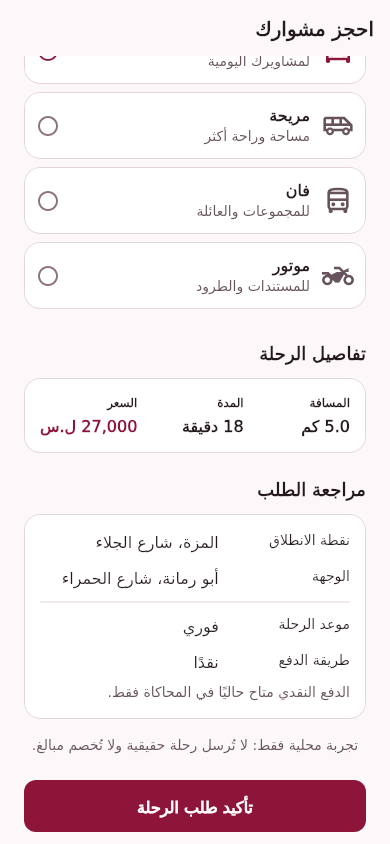 احجز مشوارك
لمشاويرك اليومية
مريحة
مساحة وراحة أكثر
فان
للمجموعات والعائلة
موتور
للمستندات والطرود
تفاصيل الرحلة
المسافة المدة السعر
5.0 كم 18 دقيقة 27,000 ل.س
مراجعة الطلب
نقطة الانطلاق المزة، شارع الجلاء
الوجهة أبو رمانة، شارع الحمراء
موعد الرحلة فوري
طريقة الدفع نقدًا
الدفع النقدي متاح حاليًا في المحاكاة فقط.
تجربة محلية فقط: لا تُرسل رحلة حقيقية ولا تُخصم مبالغ.
تأكيد طلب الرحلة